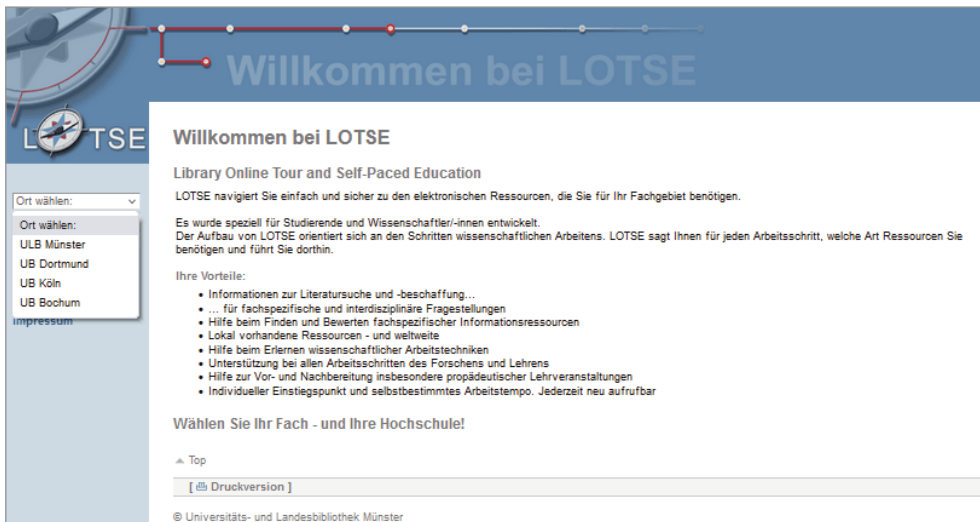 Willkommen bei LOTSE
LOTSE
Willkommen bei LOTSE
Library Online Tour and Self-Paced Education
LOTSE navigiert Sie einfach und sicher zu den elektronischen Ressourcen, die Sie für Ihr Fachgebiet benötigen.
Ort wählen:
Ort wählen:
ULB Münster
UB Dortmund
UB Köln
UB Bochum
Impressum
Es wurde speziell für Studierende und Wissenschaftler/-innen entwickelt.
Der Aufbau von LOTSE orientiert sich an den Schritten wissenschaftlichen Arbeitens. LOTSE sagt Ihnen für jeden Arbeitsschritt, welche Art Ressourcen Sie
benötigen und führt Sie dorthin.
Ihre Vorteile:
• Informationen zur Literatursuche und -beschaffung...
• ... für fachspezifische und interdisziplinäre Fragestellungen
• Hilfe beim Finden und Bewerten fachspezifischer Informationsressourcen
• Lokal vorhandene Ressourcen - und weltweite
• Hilfe beim Erlernen wissenschaftlicher Arbeitstechniken
• Unterstützung bei allen Arbeitsschritten des Forschens und Lehrens
• Hilfe zur Vor- und Nachbereitung insbesondere propädeutischer Lehrveranstaltungen
• Individueller Einstiegspunkt und selbstbestimmtes Arbeitstempo. Jederzeit neu aufrufbar
Wählen Sie Ihr Fach - und Ihre Hochschule!
Top
[ Druckversion ]
© Universitäts- und Landesbibliothek Münster